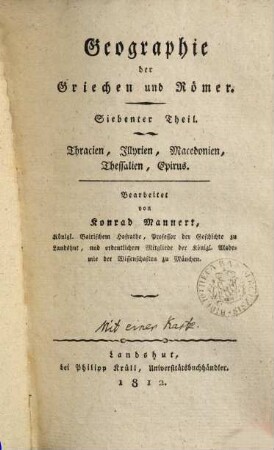 Geographie
der
Griechen und Römer.
Siebenter Theil.
Thracien, Illyrien, Macedonien,
Thessalien, Epirus.
Bearbeitet
von
Konrad Mannert,
Königl. Bairischem Hofrathe, Professor der Geschichte zu
Landshut, und ordentlichem Mitgliede der Königl. Akade-
mie der Wissenschaften zu München.
Mit einer Karte.
Landshut,
bei Philipp Krüll, Universitätsbuchhändler.
1812.